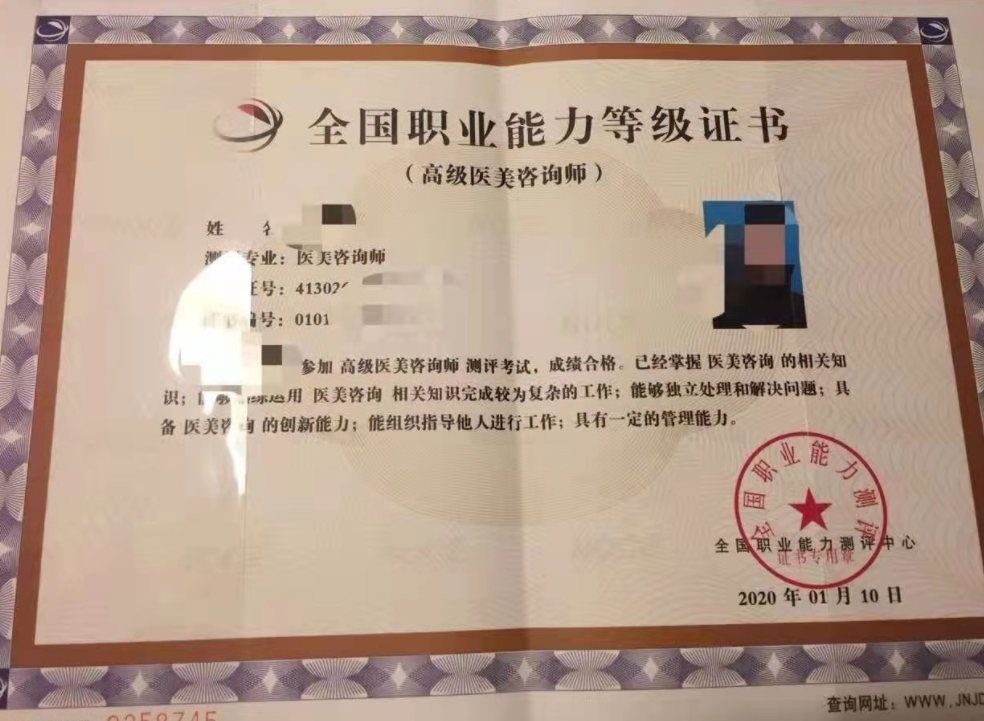 全国职业能力等级证书
（高级医美咨询师）
姓
专业：医美咨询师
证号：41302
编号：0101
参加 高级医美咨询师 测评考试，成绩合格。已经掌握 医美咨询 的相关知
识；练运用 医美咨询 相关知识完成较为复杂的工作；能够独立处理和解决问题；具
备 医美咨询 的创新能力；能组织指导他人进行工作；具有一定的管理能力。
全国职业能力测评
全国职业能力测评中心
证书专用章
2020 年 01 月 10 日
查询网址：WWW.JNJD